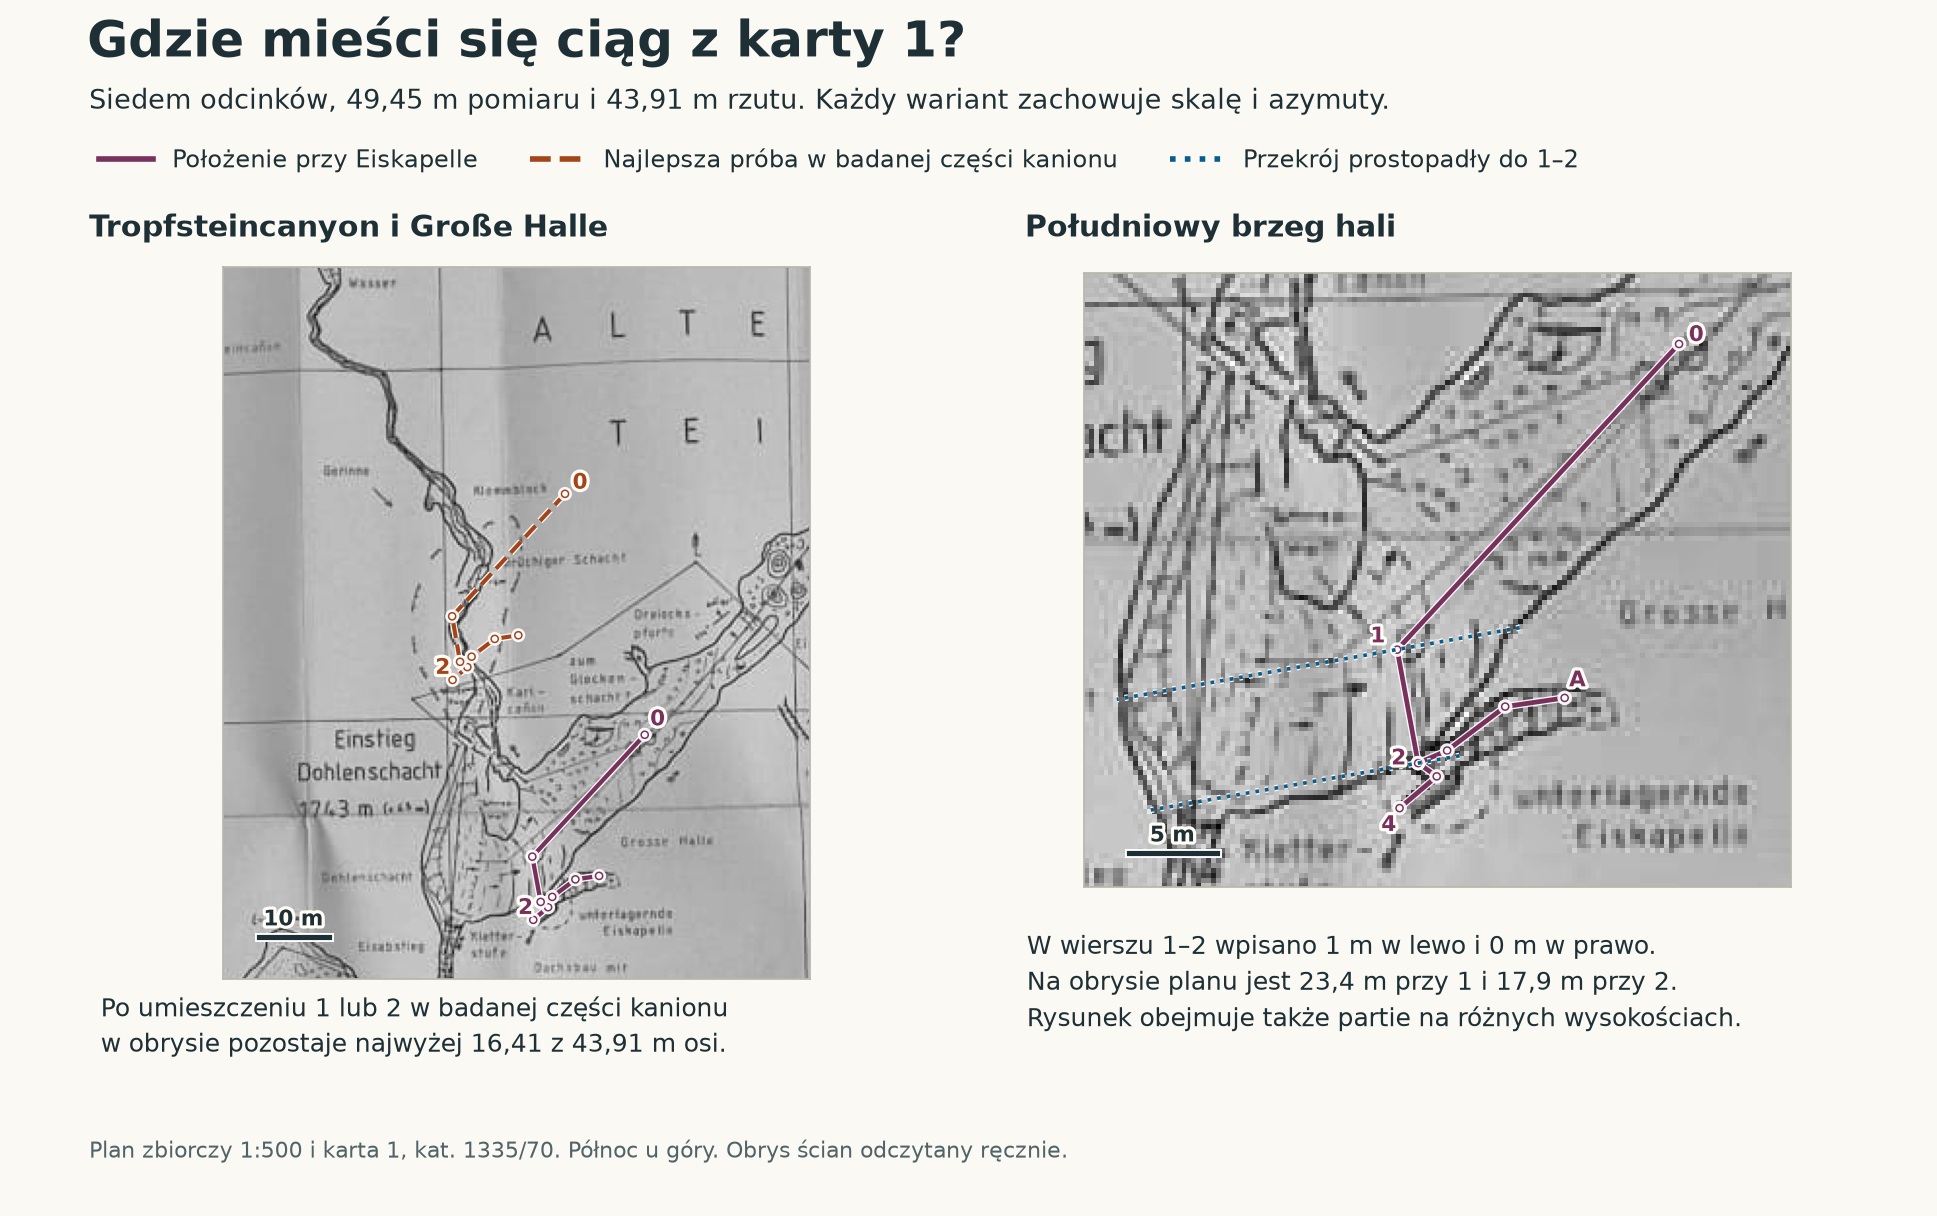 Gdzie mieści się ciąg z karty 1?
Siedem odcinków, 49,45 m pomiaru i 43,91 m rzutu. Każdy wariant zachowuje skalę i azymuty.
Położenie przy Eiskapelle
Najlepsza próba w badanej części kanionu
Przekrój prostopadły do 1–2
Tropfsteincanyon i Große Halle
Wasser
A L T E
eincañon
T E I
Gerinne
Klemmblock
0
brüchiger Schacht
Dreiecks-
pforte
2
zum
Glocken-
schacht?
Karl-
cañon
0
Einstieg
Dohlenschacht
1743 m
Grosse Halle
Dohlenschacht
2
10 m
unterlagernde
Eiskapelle
Eisabstieg
Kletter-
stufe
Dachsbau mit
Po umieszczeniu 1 lub 2 w badanej części kanionu
w obrysie pozostaje najwyżej 16,41 z 43,91 m osi.
Południowy brzeg hali
0
acht
Grosse H
1
A
2
4
unterlagernde
Eiskapelle
5 m
Kletter-
W wierszu 1–2 wpisano 1 m w lewo i 0 m w prawo.
Na obrysie planu jest 23,4 m przy 1 i 17,9 m przy 2.
Rysunek obejmuje także partie na różnych wysokościach.
Plan zbiorczy 1:500 i karta 1, kat. 1335/70. Północ u góry. Obrys ścian odczytany ręcznie.